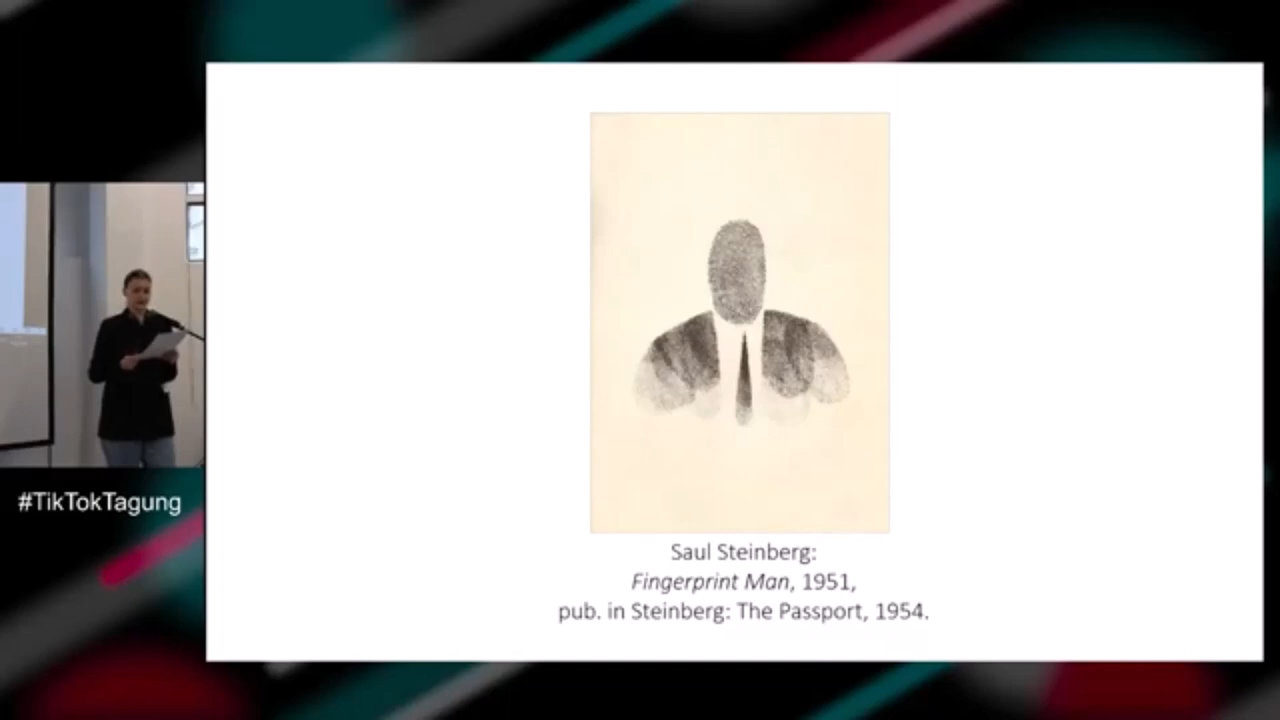 #TikTokTagung
Saul Steinberg:
Fingerprint Man, 1951,
pub. in Steinberg: The Passport, 1954.